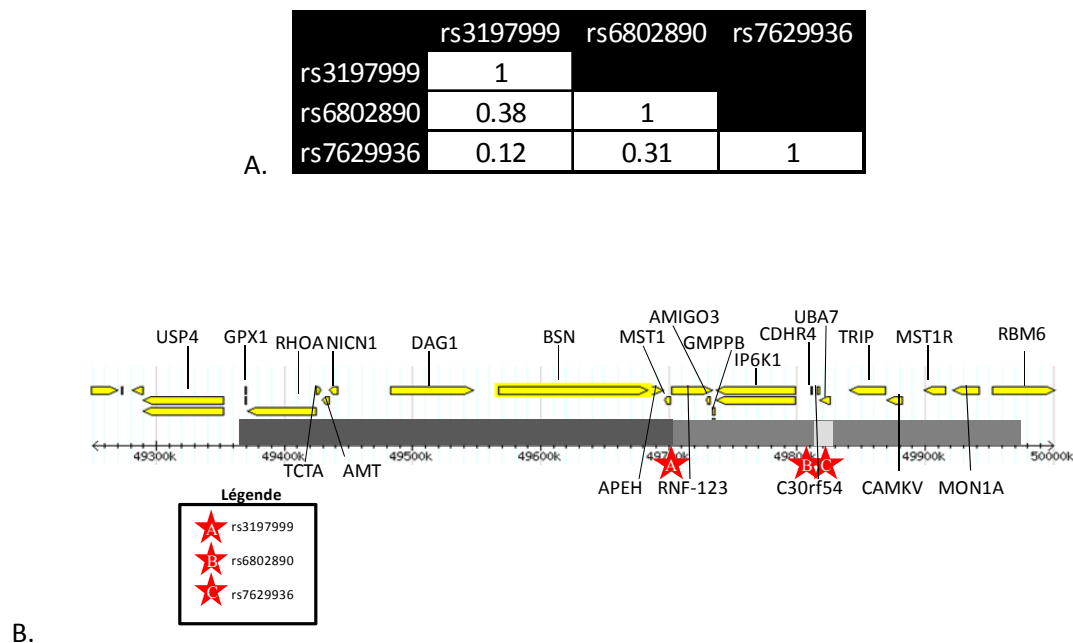 rs3197999 rs6802890 rs7629936
rs3197999 1
rs6802890 0.38 1
rs7629936 0.12 0.31 1
A.
AMIGO3 UBA7
USP4 GPX1 RHOA NICN1 DAG1 BSN MST1 GMPPB CDHR4 TRIP MST1R RBM6
IP6K1
49300k 49400k 49500k 49600k 49700k 49800k 49900k 50000k
A B C
TCTA AMT APEH RNF-123 C30rf54 CAMKV MON1A
Légende
A rs3197999
B rs6802890
C rs7629936
B.